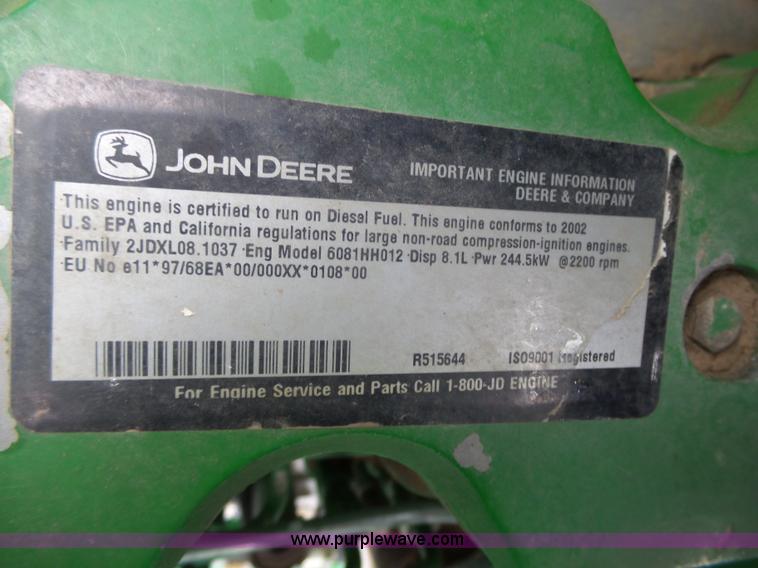 JOHN DEERE
IMPORTANT ENGINE INFORMATION
DEERE & COMPANY
This engine is certified to run on Diesel Fuel. This engine conforms to 2002
U.S. EPA and California regulations for large non-road compression-ignition engines.
Family 2JDXL08.1037 Eng Model 6081HH012 Disp 8.1L Pwr 244.5kW @2200 rpm
EU No e11*97/68EA*00/000XX*0108*00
R515644 ISO9001 Registered
For Engine Service and Parts Call 1-800-JD ENGINE
www.purplewave.com